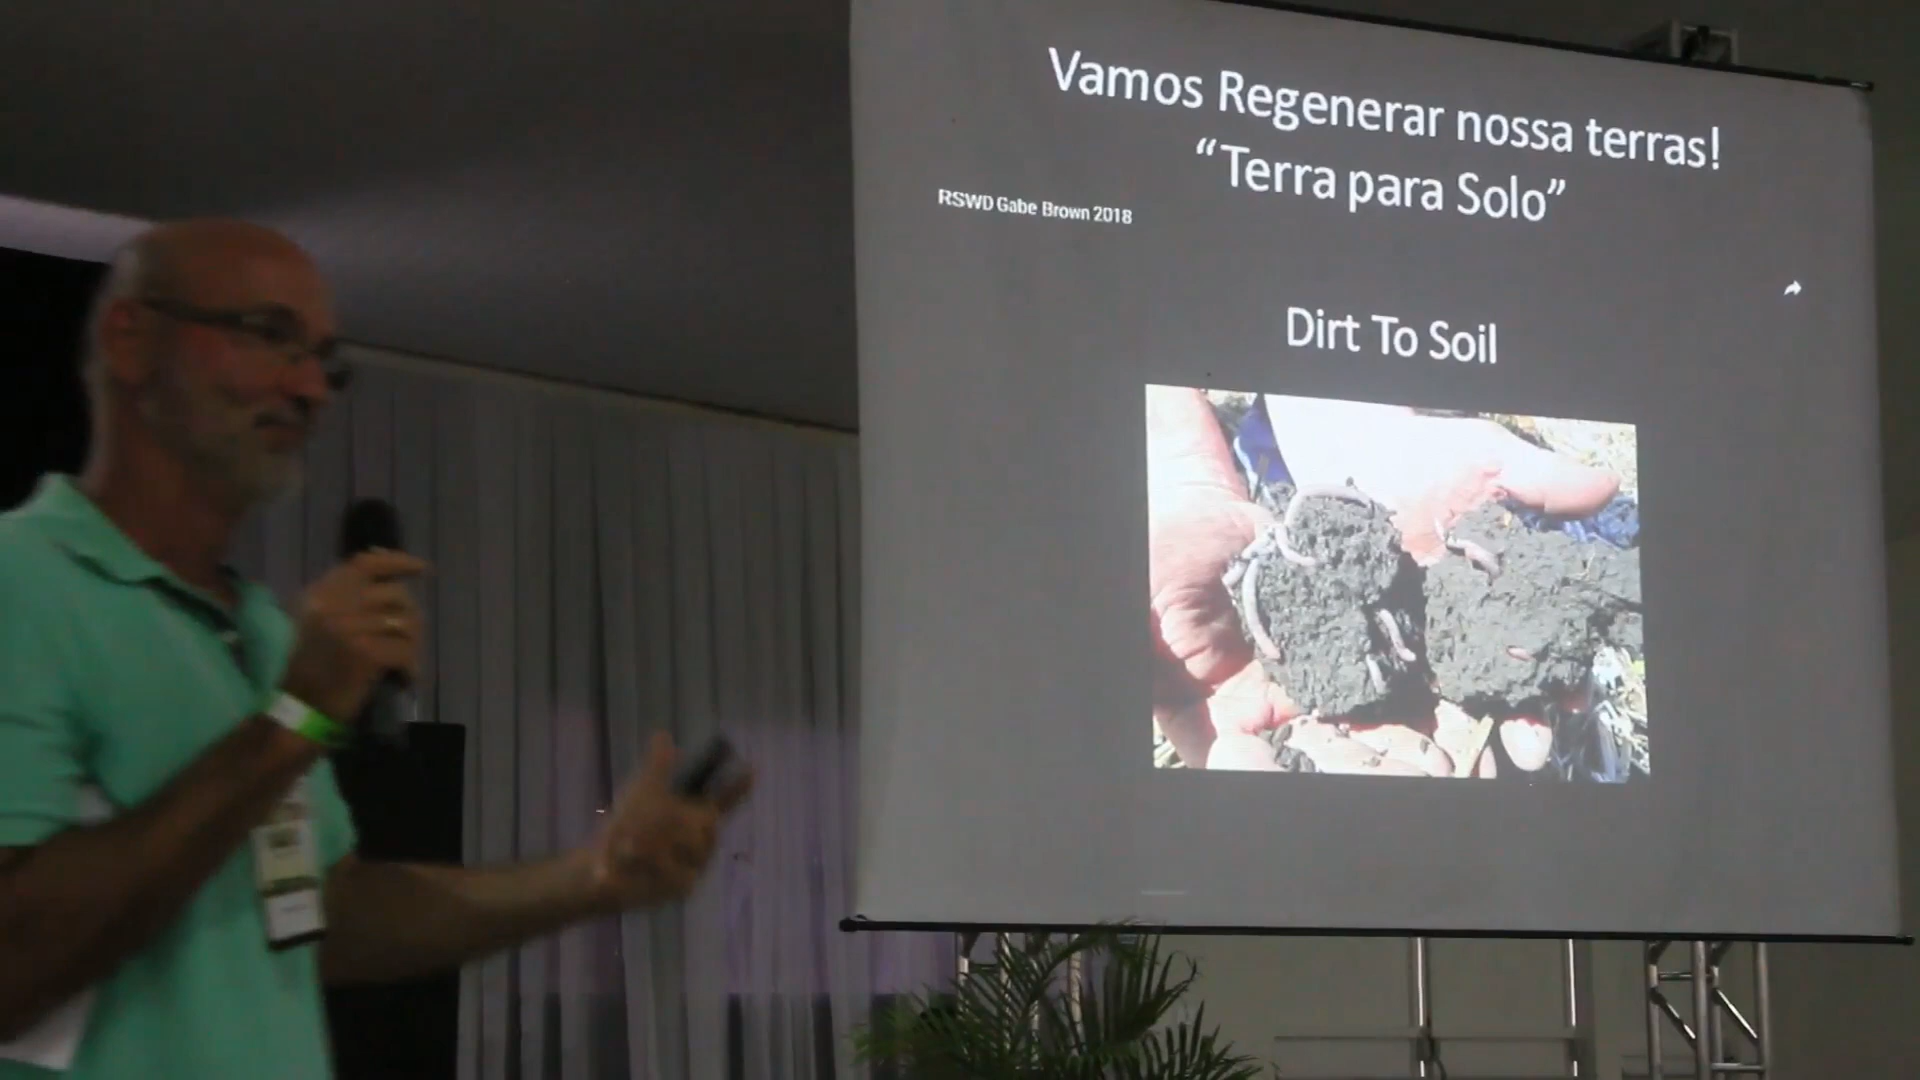 Vamos Regenerar nossa terras!
“Terra para Solo”
RSWD Gabe Brown 2018
Dirt To Soil